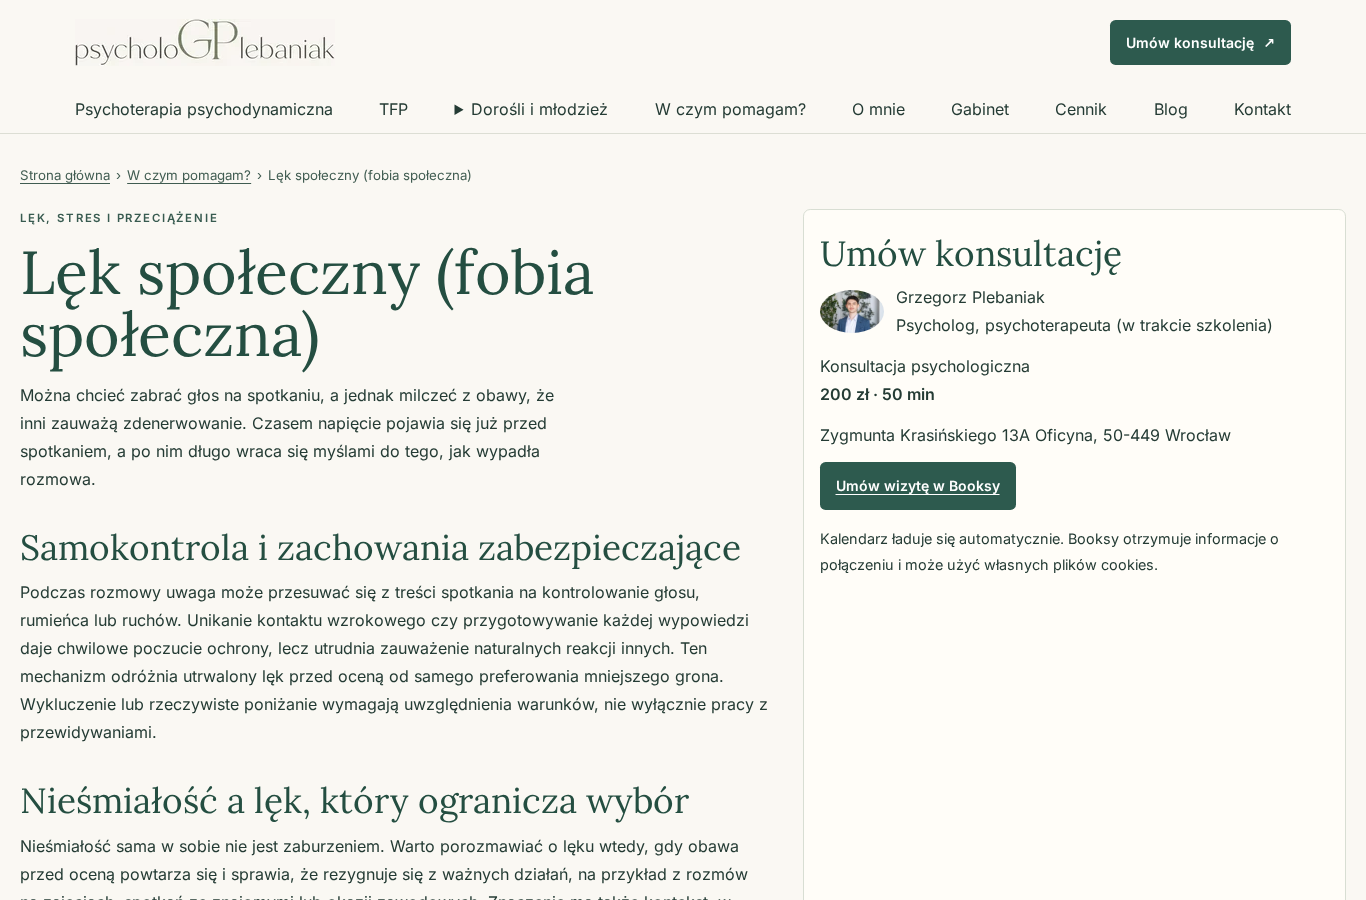 psycholoGPlebaniak
Umów konsultację ↗
Psychoterapia psychodynamiczna
TFP
▶ Dorośli i młodzież
W czym pomagam?
O mnie
Gabinet
Cennik
Blog
Kontakt
Strona główna › W czym pomagam? › Lęk społeczny (fobia społeczna)
LĘK, STRES I PRZECIĄŻENIE
Lęk społeczny (fobia
społeczna)
Można chcieć zabrać głos na spotkaniu, a jednak milczeć z obawy, że
inni zauważą zdenerwowanie. Czasem napięcie pojawia się już przed
spotkaniem, a po nim długo wraca się myślami do tego, jak wypadła
rozmowa.
Samokontrola i zachowania zabezpieczające
Podczas rozmowy uwaga może przesuwać się z treści spotkania na kontrolowanie głosu,
rumieńca lub ruchów. Unikanie kontaktu wzrokowego czy przygotowywanie każdej wypowiedzi
daje chwilowe poczucie ochrony, lecz utrudnia zauważenie naturalnych reakcji innych. Ten
mechanizm odróżnia utrwalony lęk przed oceną od samego preferowania mniejszego grona.
Wykluczenie lub rzeczywiste poniżanie wymagają uwzględnienia warunków, nie wyłącznie pracy z
przewidywaniami.
Nieśmiałość a lęk, który ogranicza wybór
Nieśmiałość sama w sobie nie jest zaburzeniem. Warto porozmawiać o lęku wtedy, gdy obawa
przed oceną powtarza się i sprawia, że rezygnuje się z ważnych działań, na przykład z rozmów
Umów konsultację
Grzegorz Plebaniak
Psycholog, psychoterapeuta (w trakcie szkolenia)
Konsultacja psychologiczna
200 zł · 50 min
Zygmunta Krasińskiego 13A Oficyna, 50-449 Wrocław
Umów wizytę w Booksy
Kalendarz ładuje się automatycznie. Booksy otrzymuje informacje o
połączeniu i może użyć własnych plików cookies.